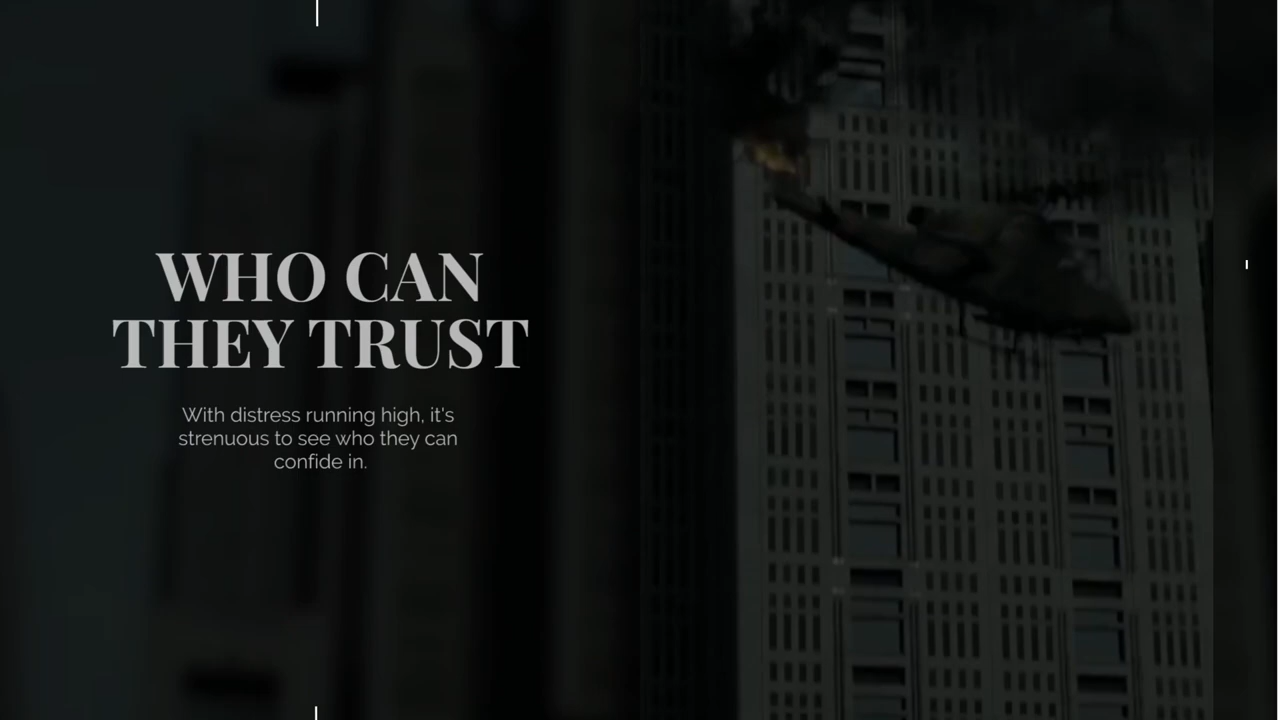 WHO CAN
THEY TRUST
With distress running high, it's
strenuous to see who they can
confide in.